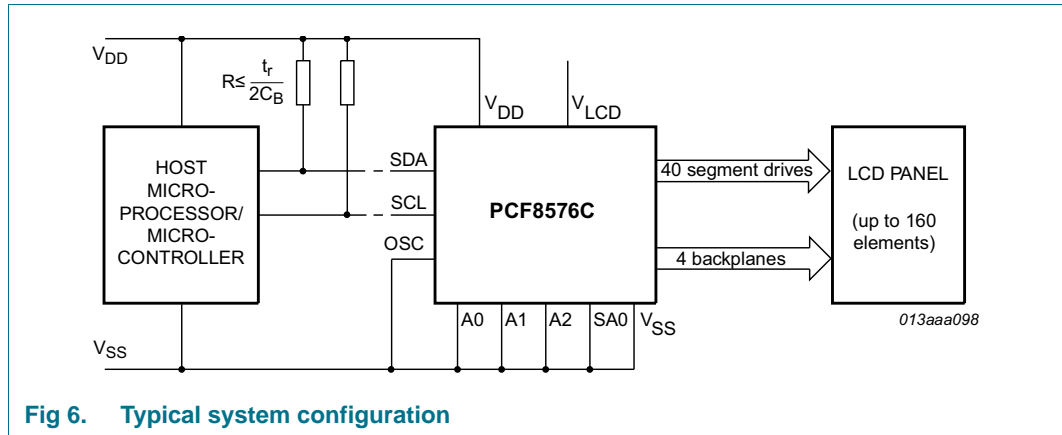 VDD
R≤ tr
2CB
VDD
VLCD
HOST
MICRO-
PROCESSOR/
MICRO-
CONTROLLER
SDA
SCL
OSC
PCF8576C
40 segment drives
4 backplanes
LCD PANEL
(up to 160
elements)
A0 A1 A2 SA0 VSS
013aaa098
VSS
Fig 6. Typical system configuration